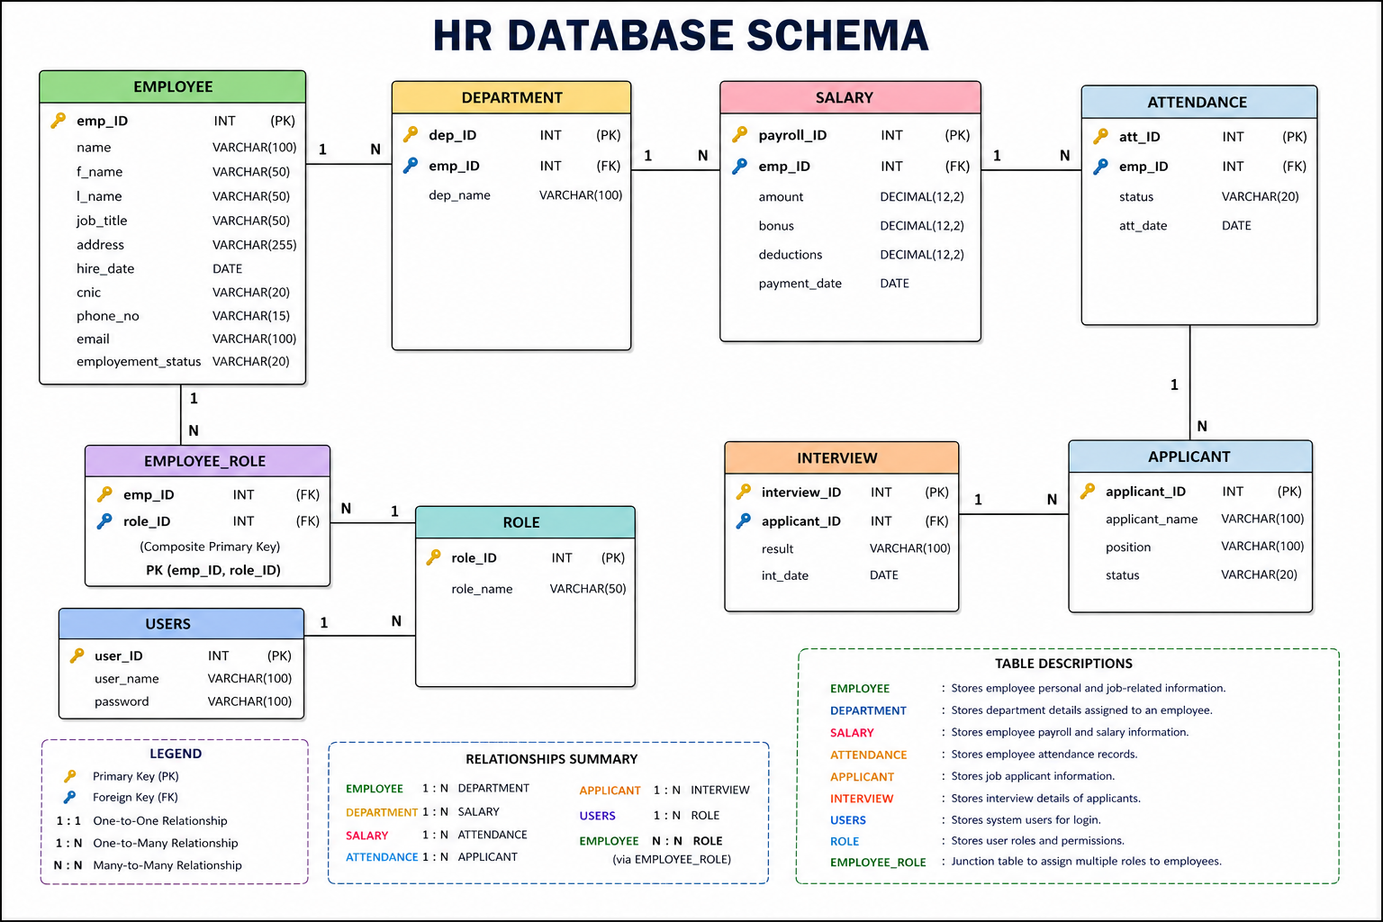 HR DATABASE SCHEMA
EMPLOYEE
emp_ID INT (PK)
name VARCHAR(100)
f_name VARCHAR(50)
l_name VARCHAR(50)
job_title VARCHAR(50)
address VARCHAR(255)
hire_date DATE
cnic VARCHAR(20)
phone_no VARCHAR(15)
email VARCHAR(100)
employement_status VARCHAR(20)
1 N
DEPARTMENT
dep_ID INT (PK)
emp_ID INT (FK)
dep_name VARCHAR(100)
1 N
SALARY
payroll_ID INT (PK)
emp_ID INT (FK)
amount DECIMAL(12,2)
bonus DECIMAL(12,2)
deductions DECIMAL(12,2)
payment_date DATE
1 N
ATTENDANCE
att_ID INT (PK)
emp_ID INT (FK)
status VARCHAR(20)
att_date DATE
1
N
1
N
EMPLOYEE_ROLE
emp_ID INT (FK)
role_ID INT (FK)
(Composite Primary Key)
PK (emp_ID, role_ID)
N 1
ROLE
role_ID INT (PK)
role_name VARCHAR(50)
INTERVIEW
interview_ID INT (PK)
applicant_ID INT (FK)
result VARCHAR(100)
int_date DATE
1 N
APPLICANT
applicant_ID INT (PK)
applicant_name VARCHAR(100)
position VARCHAR(100)
status VARCHAR(20)
USERS
user_ID INT (PK)
user_name VARCHAR(100)
password VARCHAR(100)
1 N
LEGEND
Primary Key (PK)
Foreign Key (FK)
1 : 1 One-to-One Relationship
1 : N One-to-Many Relationship
N : N Many-to-Many Relationship
RELATIONSHIPS SUMMARY
EMPLOYEE 1 : N DEPARTMENT
DEPARTMENT 1 : N SALARY
SALARY 1 : N ATTENDANCE
ATTENDANCE 1 : N APPLICANT
APPLICANT 1 : N INTERVIEW
USERS 1 : N ROLE
EMPLOYEE N : N ROLE
(via EMPLOYEE_ROLE)
TABLE DESCRIPTIONS
EMPLOYEE : Stores employee personal and job-related information.
DEPARTMENT : Stores department details assigned to an employee.
SALARY : Stores employee payroll and salary information.
ATTENDANCE : Stores employee attendance records.
APPLICANT : Stores job applicant information.
INTERVIEW : Stores interview details of applicants.
USERS : Stores system users for login.
ROLE : Stores user roles and permissions.
EMPLOYEE_ROLE : Junction table to assign multiple roles to employees.